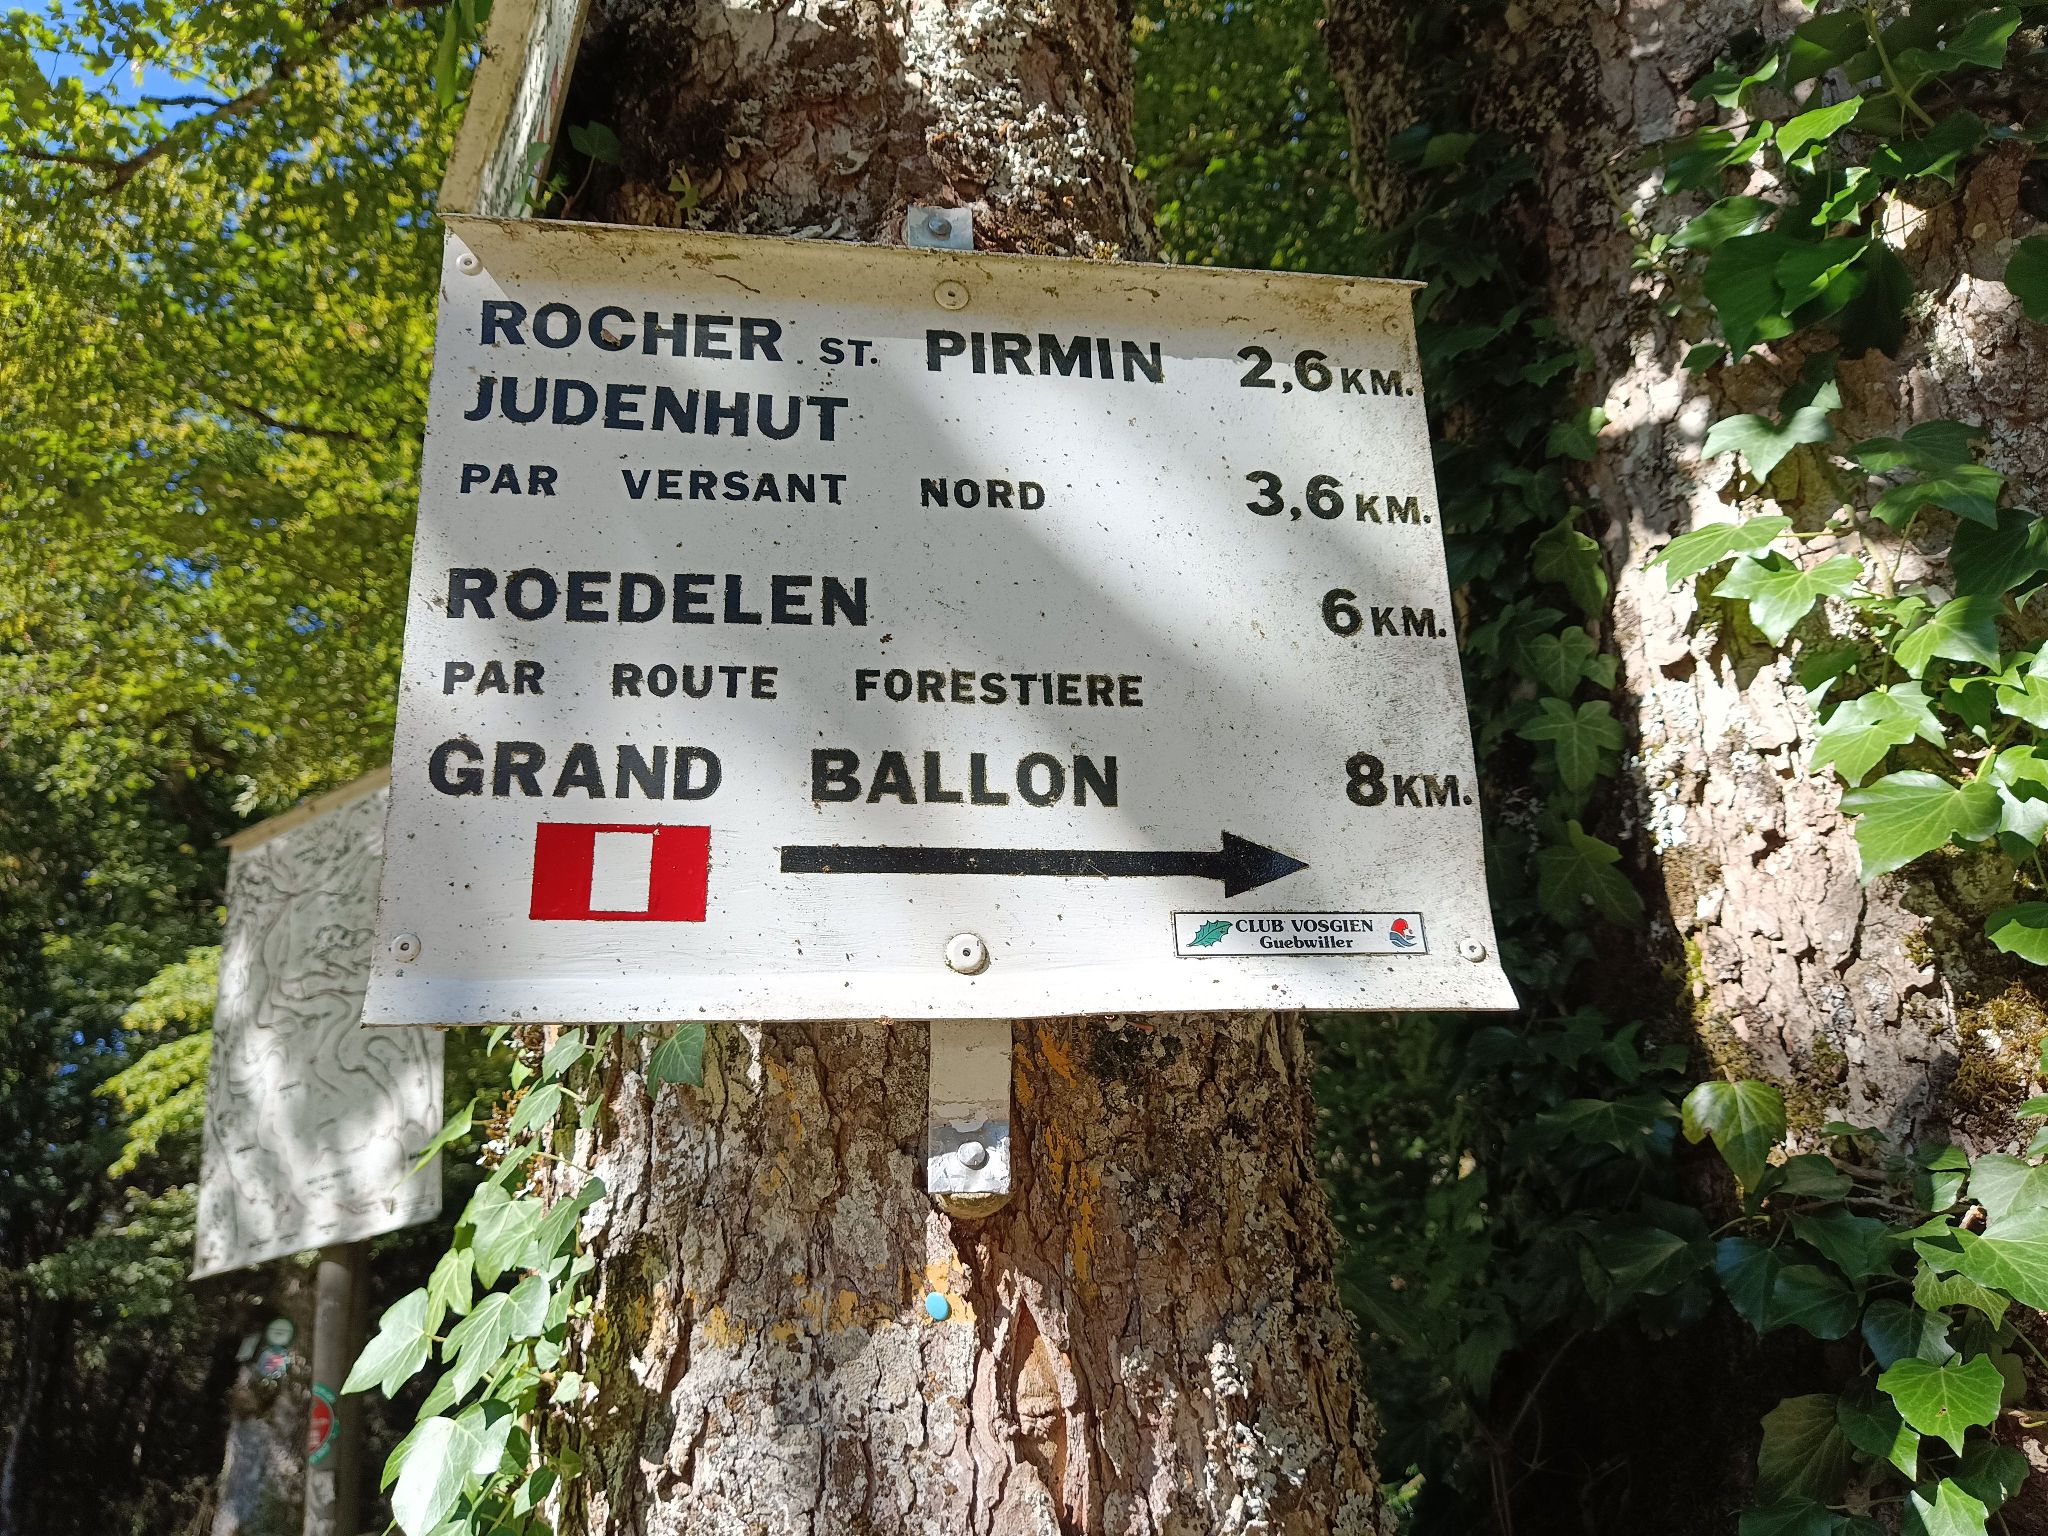 ROCHER ST. PIRMIN 2,6 KM.
JUDENHUT
PAR VERSANT NORD 3,6 KM.
ROEDELEN 6 KM.
PAR ROUTE FORESTIERE
GRAND BALLON 8 KM.
CLUB VOSGIEN
Guebwiller